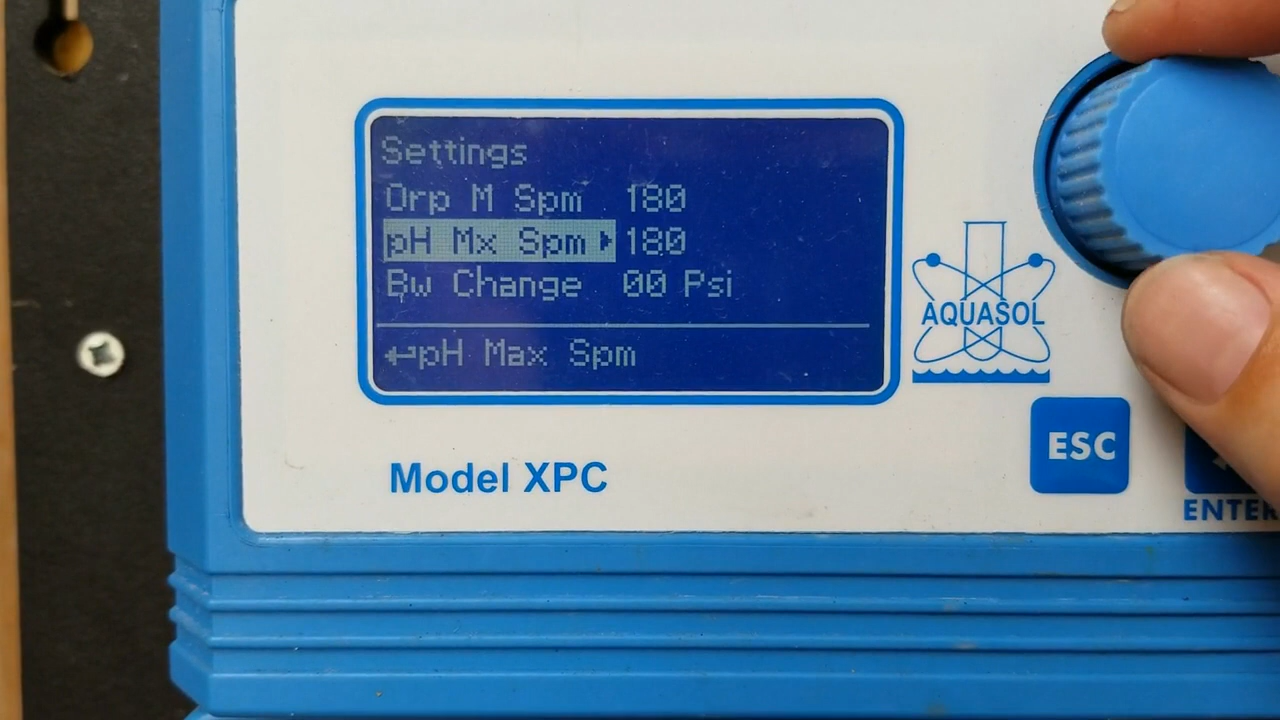 Settings
Orp M Spm 180
pH Mx Spm 180
Bw Change 00 Psi
pH Max Spm
AQUASOL
Model XPC
ESC
ENTER